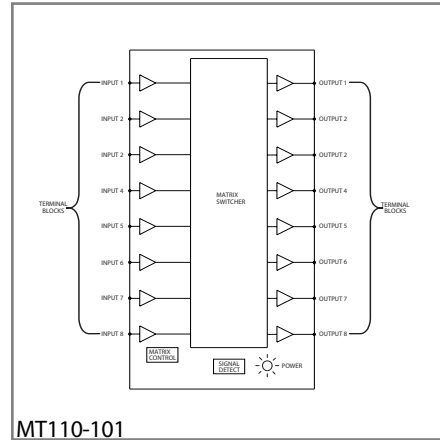 INPUT 1
OUTPUT 1
INPUT 2
OUTPUT 2
INPUT 2
OUTPUT 2
INPUT 4
OUTPUT 4
MATRIX
SWITCHER
TERMINAL
BLOCKS
TERMINAL
BLOCKS
INPUT 5
OUTPUT 5
INPUT 6
OUTPUT 6
INPUT 7
OUTPUT 7
INPUT 8
OUTPUT 8
MATRIX
CONTROL
SIGNAL
DETECT
POWER
MT110-101